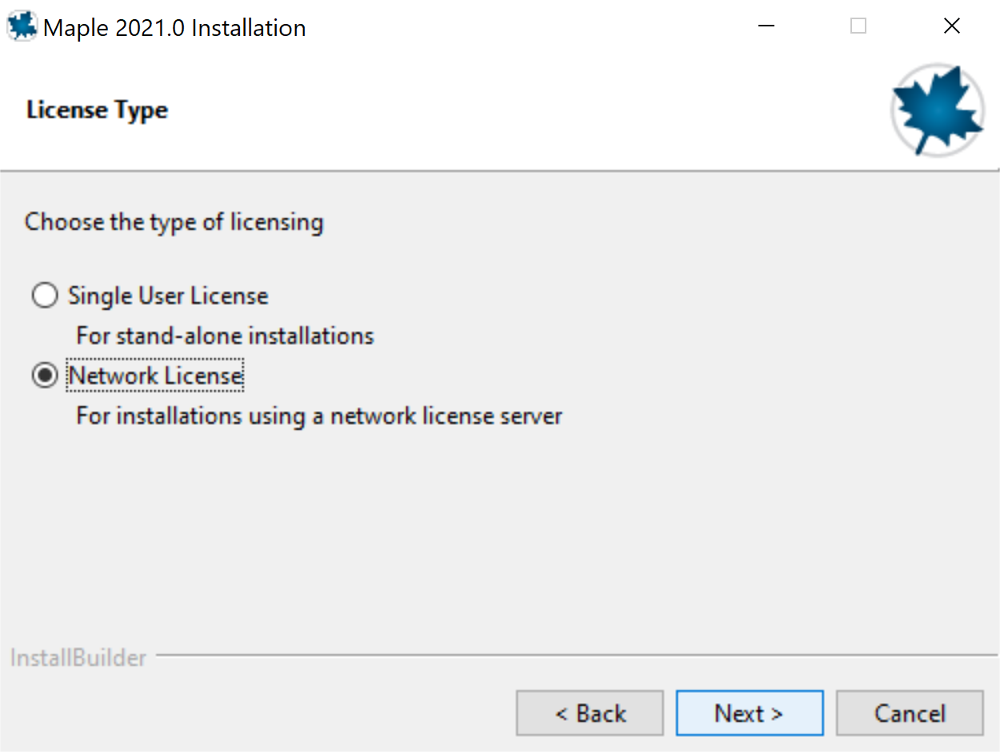 Maple 2021.0 Installation
License Type
Choose the type of licensing
Single User License
For stand-alone installations
Network License
For installations using a network license server
InstallBuilder
< Back
Next >
Cancel